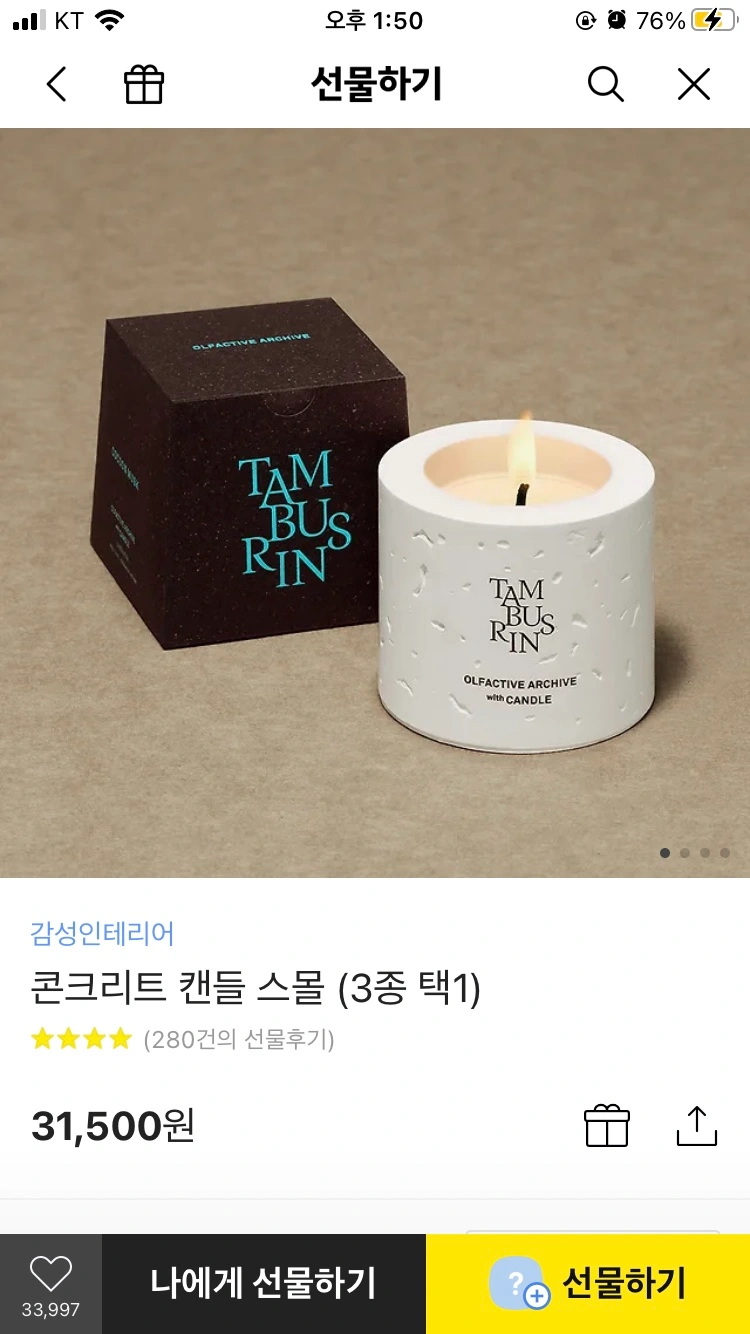 KT
오후 1:50
76%
선물하기
OLFACTIVE ARCHIVE
TAM
BUS
RIN
TAM
BUS
RIN
OLFACTIVE ARCHIVE
with CANDLE
감성인테리어
콘크리트 캔들 스몰 (3종 택1)
(280건의 선물후기)
31,500원
33,997
나에게 선물하기
? 선물하기